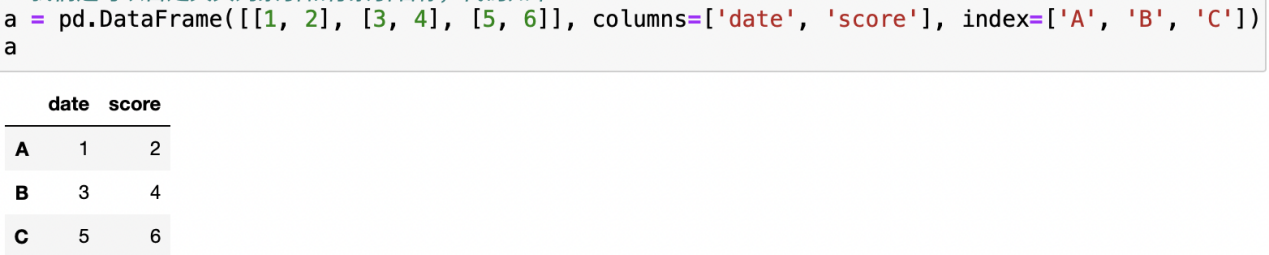 a = pd.DataFrame([[1, 2], [3, 4], [5, 6]], columns=['date', 'score'], index=['A', 'B', 'C'])
a
date score
A 1 2
B 3 4
C 5 6